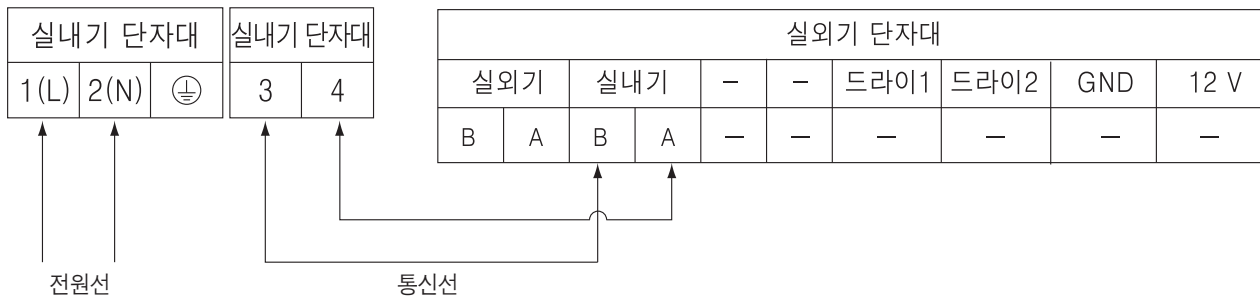 실내기 단자대 실내기 단자대 실외기 단자대
1(L) 2(N) 3 4 실외기 실내기 – – 드라이1 드라이2 GND 12 V
B A B A – – – – – –
전원선 통신선